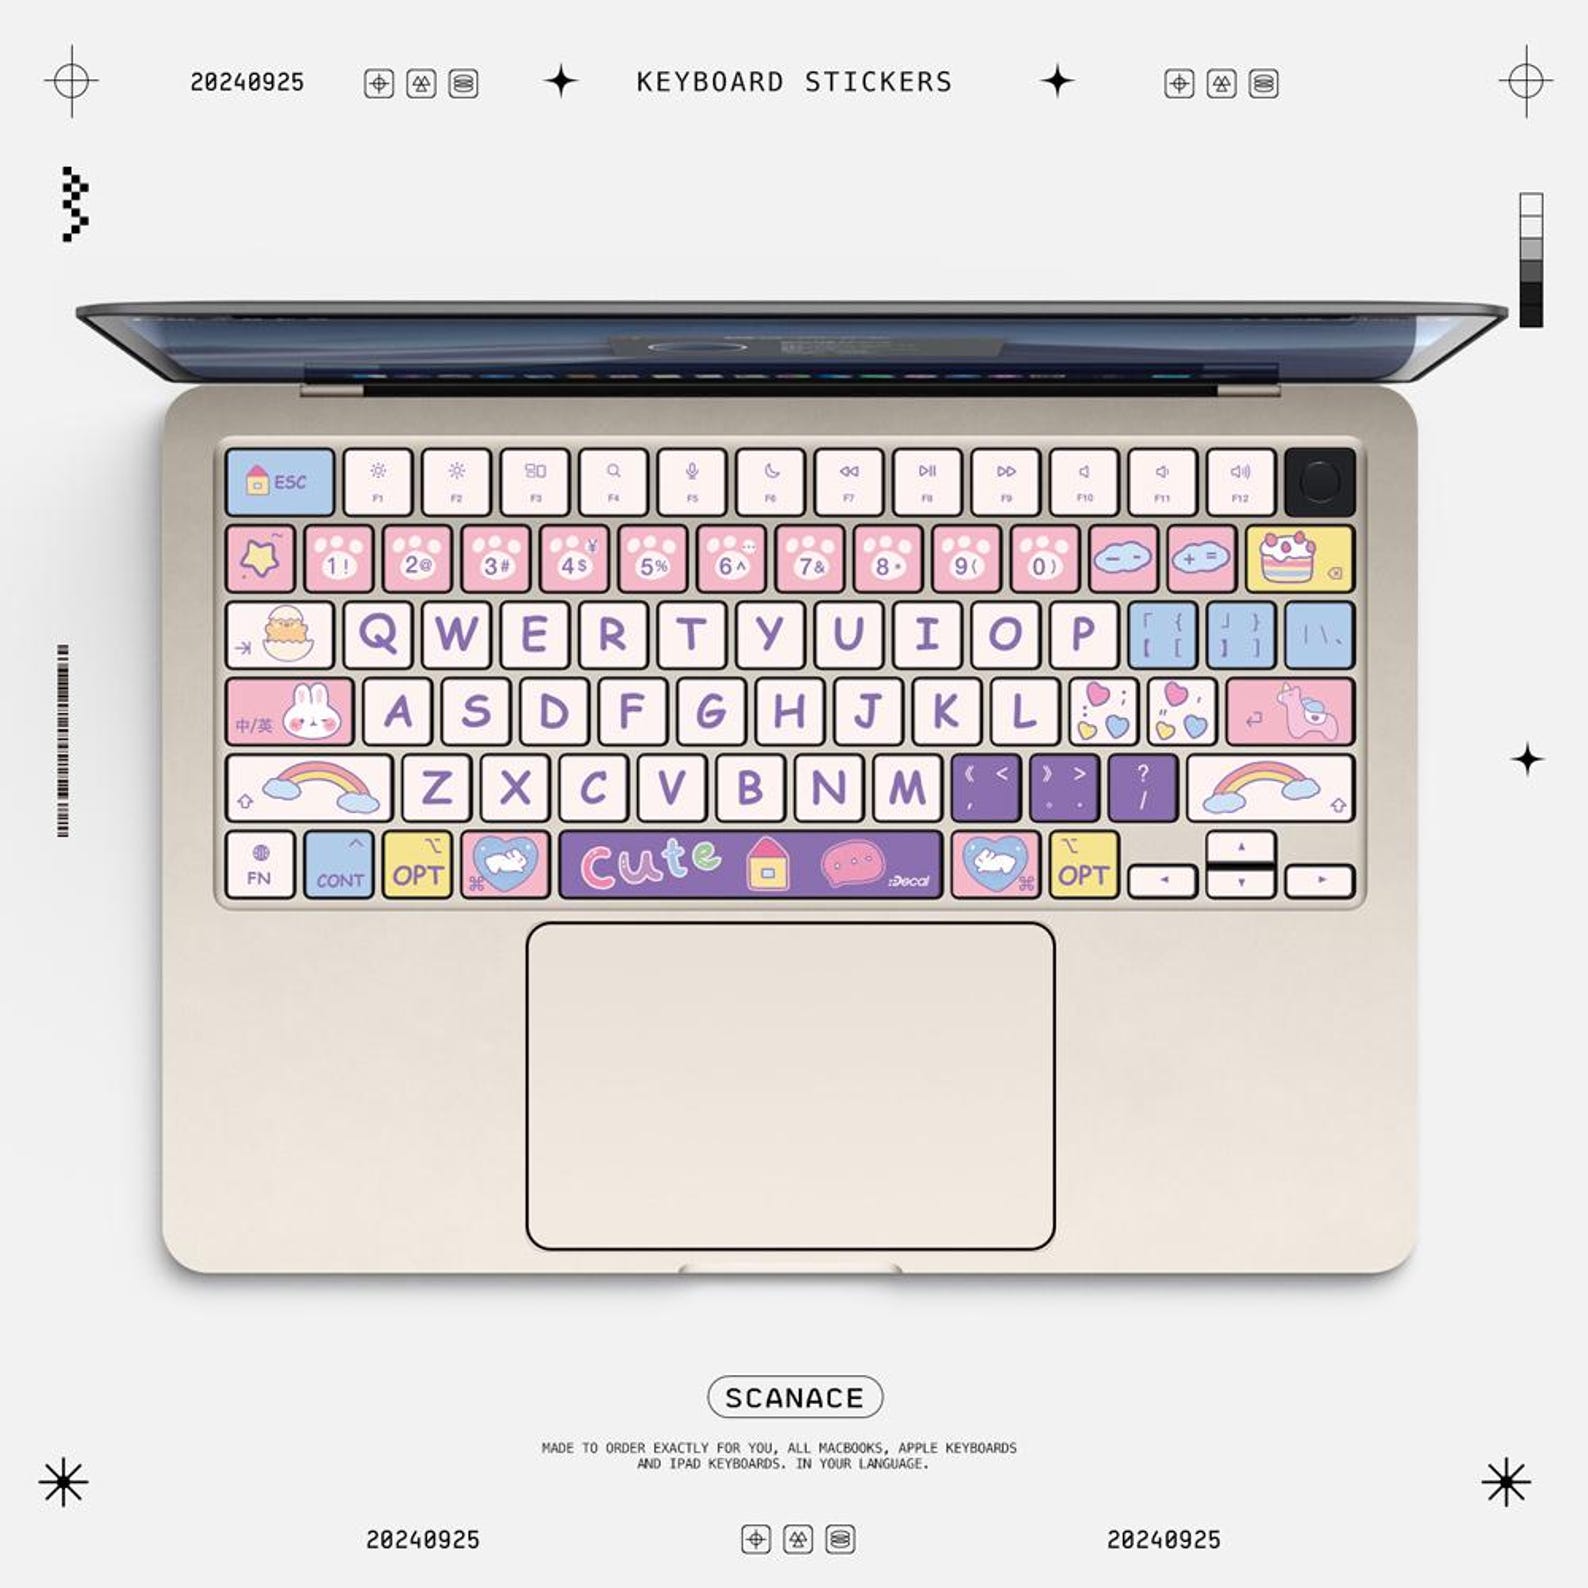 20240925 KEYBOARD STICKERS
ESC F1 F2 F3 F4 F5 F6 F7 F8 F9 F10 F11 F12
~ 1 ! 2 @ 3 # 4 $ ¥ 5 % 6 ^ … 7 & 8 * 9 ( 0 ) - - + =
Q W E R T Y U I O P 「 { 【 [ 」 } 】 ] | \ 、
中/英 A S D F G H J K L : ; " '
Z X C V B N M 《 < , 》 > 。 . ? /
FN ^ CONT ⌥ OPT ⌘ Cute :Decal ⌘ ⌥ OPT
SCANACE
MADE TO ORDER EXACTLY FOR YOU, ALL MACBOOKS, APPLE KEYBOARDS
AND IPAD KEYBOARDS. IN YOUR LANGUAGE.
20240925 20240925